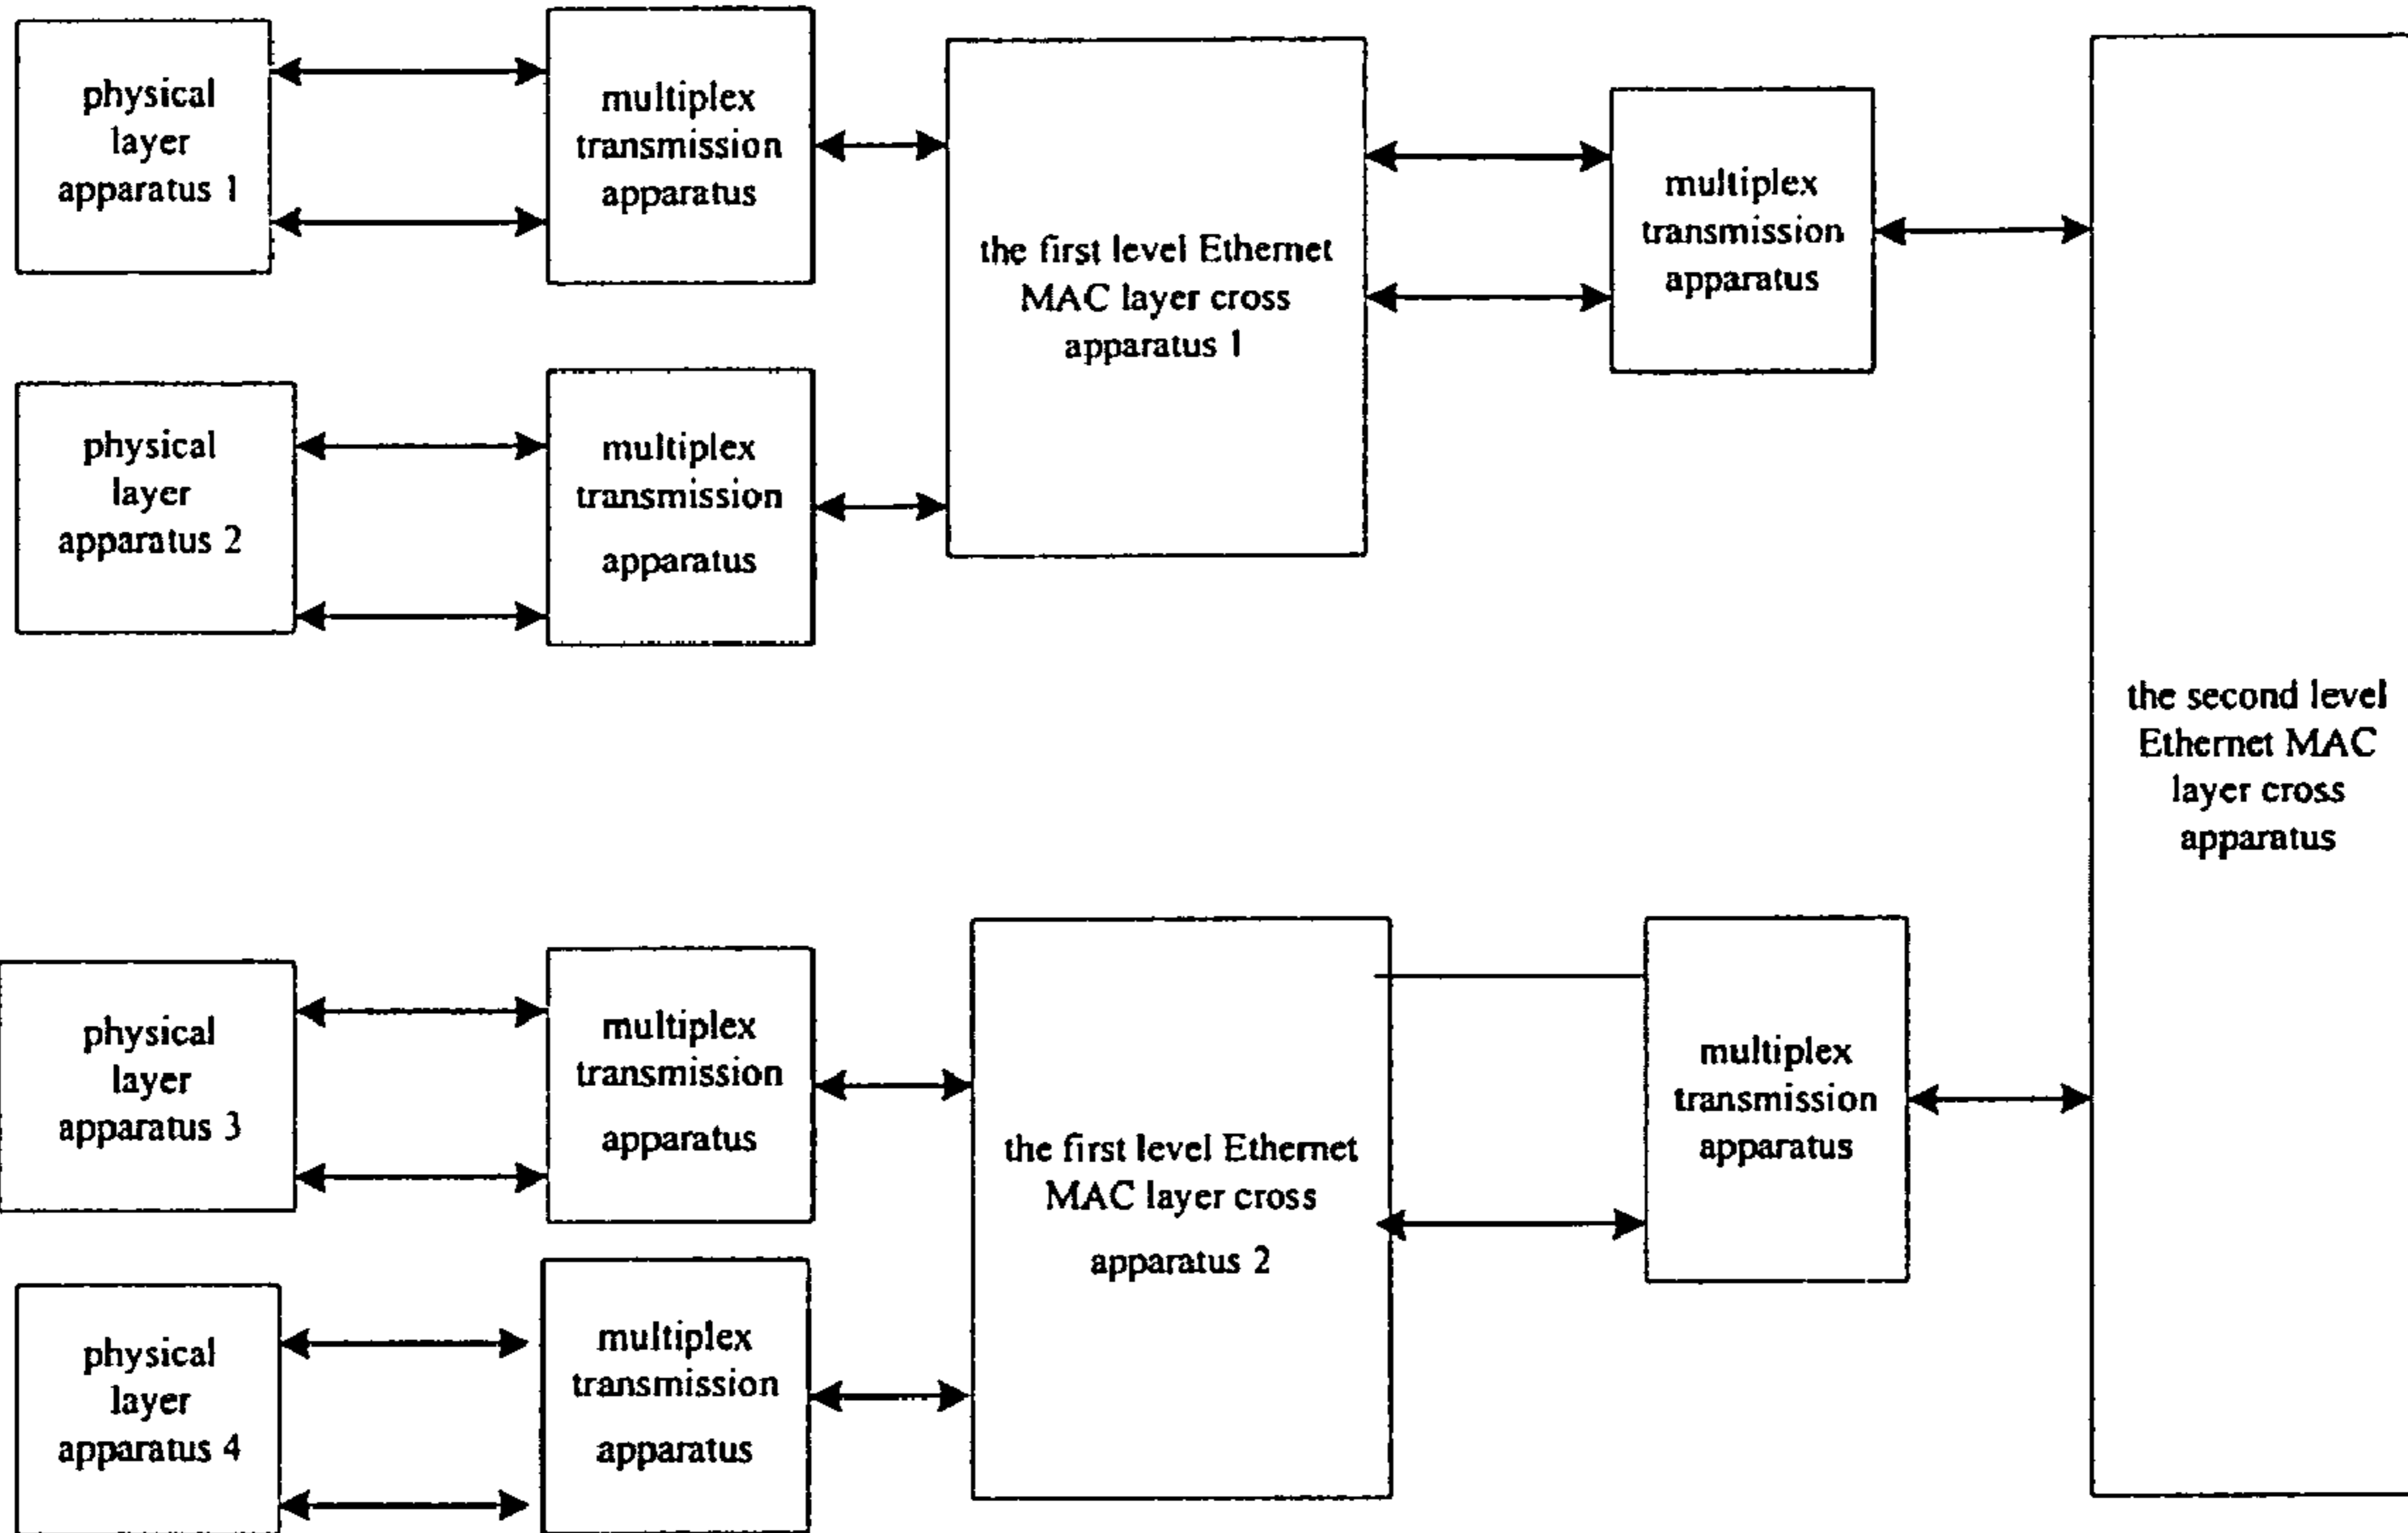 physical
layer
apparatus 1
multiplex
transmission
apparatus
the first level Ethernet
MAC layer cross
apparatus 1
multiplex
transmission
apparatus
physical
layer
apparatus 2
multiplex
transmission
apparatus
the second level
Ethernet MAC
layer cross
apparatus
physical
layer
apparatus 3
multiplex
transmission
apparatus
the first level Ethernet
MAC layer cross
apparatus 2
multiplex
transmission
apparatus
physical
layer
apparatus 4
multiplex
transmission
apparatus